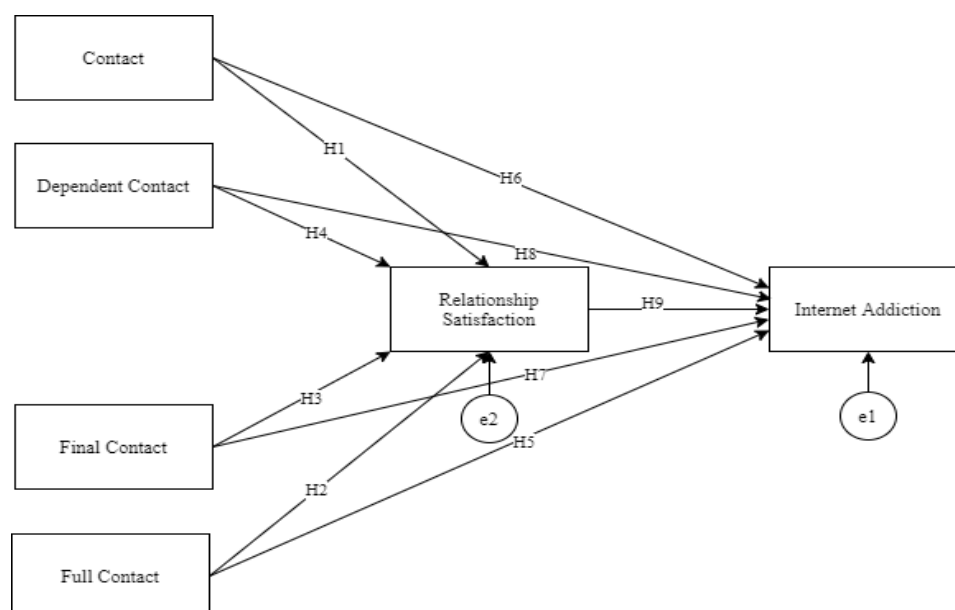 Contact
H1
H6
Dependent Contact
H4
H8
Relationship
Satisfaction
H9
Internet Addiction
H3
H7
Final Contact
e2
e1
H5
H2
Full Contact